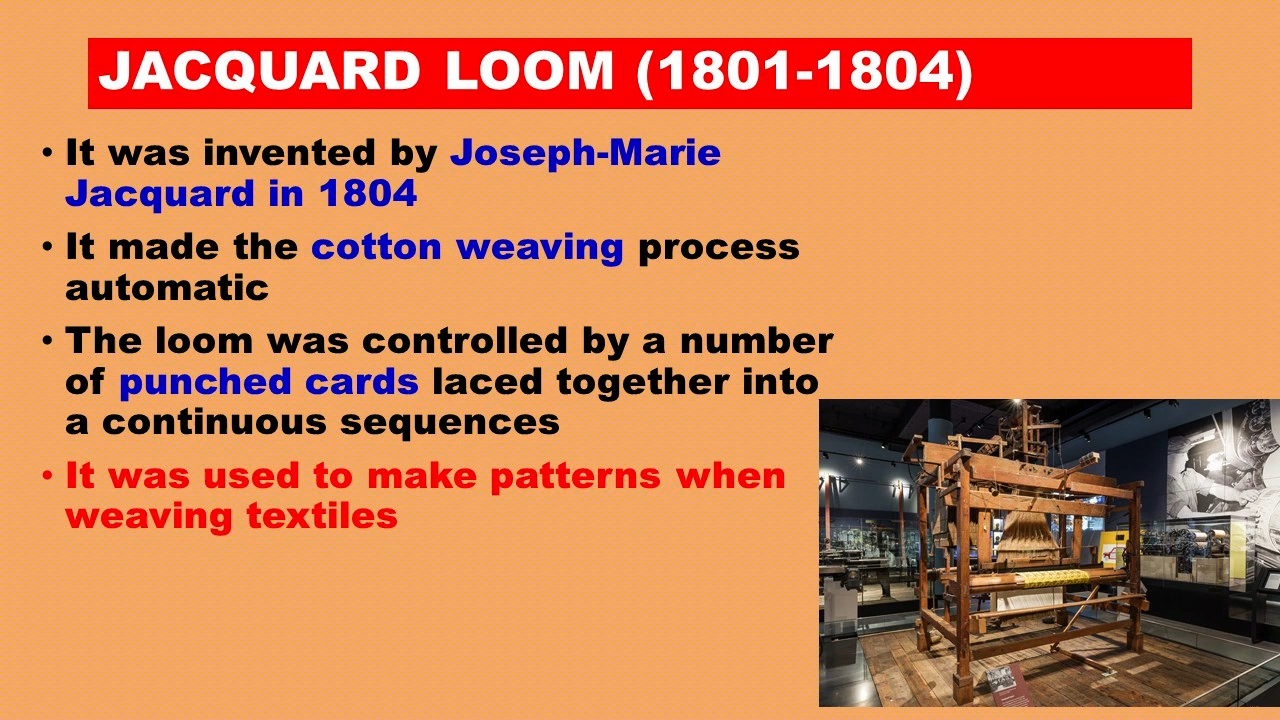 JACQUARD LOOM (1801-1804)
• It was invented by Joseph-Marie
Jacquard in 1804
• It made the cotton weaving process
automatic
• The loom was controlled by a number
of punched cards laced together into
a continuous sequences
• It was used to make patterns when
weaving textiles